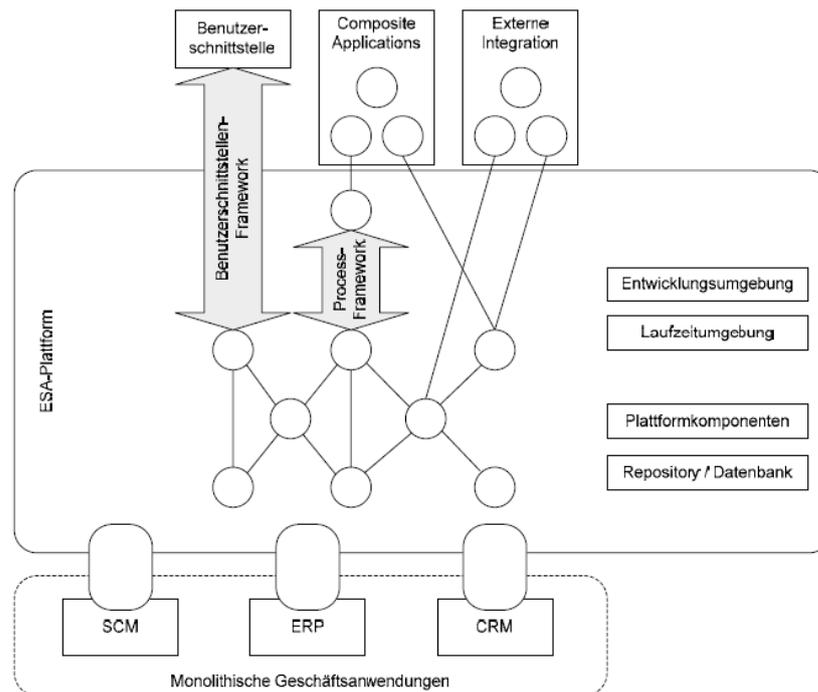 Benutzer-
schnittstelle
Composite
Applications
Externe
Integration
Benutzerschnittstellen-
Framework
Process-
Framework
ESA-Plattform
Entwicklungsumgebung
Laufzeitumgebung
Plattformkomponenten
Repository / Datenbank
SCM
ERP
CRM
Monolithische Geschäftsanwendungen